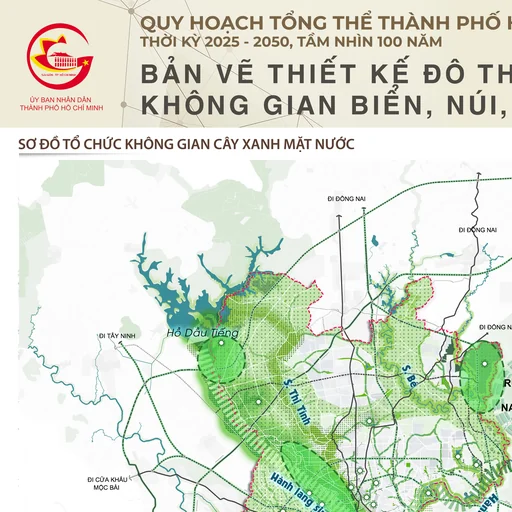 QUY HOẠCH TỔNG THỂ THÀNH PHỐ
THỜI KỲ 2025 - 2050, TẦM NHÌN 100 NĂM
BẢN VẼ THIẾT KẾ ĐÔ
KHÔNG GIAN BIỂN, NÚI,
ỦY BAN NHÂN DÂN
THÀNH PHỐ HỒ CHÍ MINH
SƠ ĐỒ TỔ CHỨC KHÔNG GIAN CÂY XANH MẶT NƯỚC
ĐI ĐỒNG NAI
ĐI ĐỒNG NAI
Hồ Dầu Tiếng
ĐI TÂY NINH
ĐI ĐỒNG
S. Thị Tính
S. Bé
ĐI CỬA KHẨU
MỘC BÀI
Hành lang